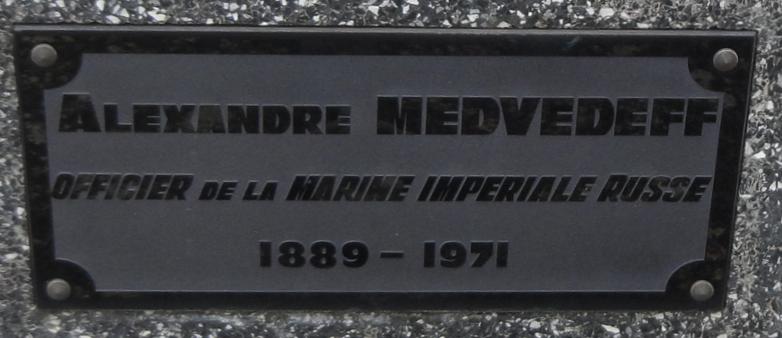 ALEXANDRE MEDVEDEFF
OFFICIER DE LA MARINE IMPERIALE RUSSE
1889 - 1971